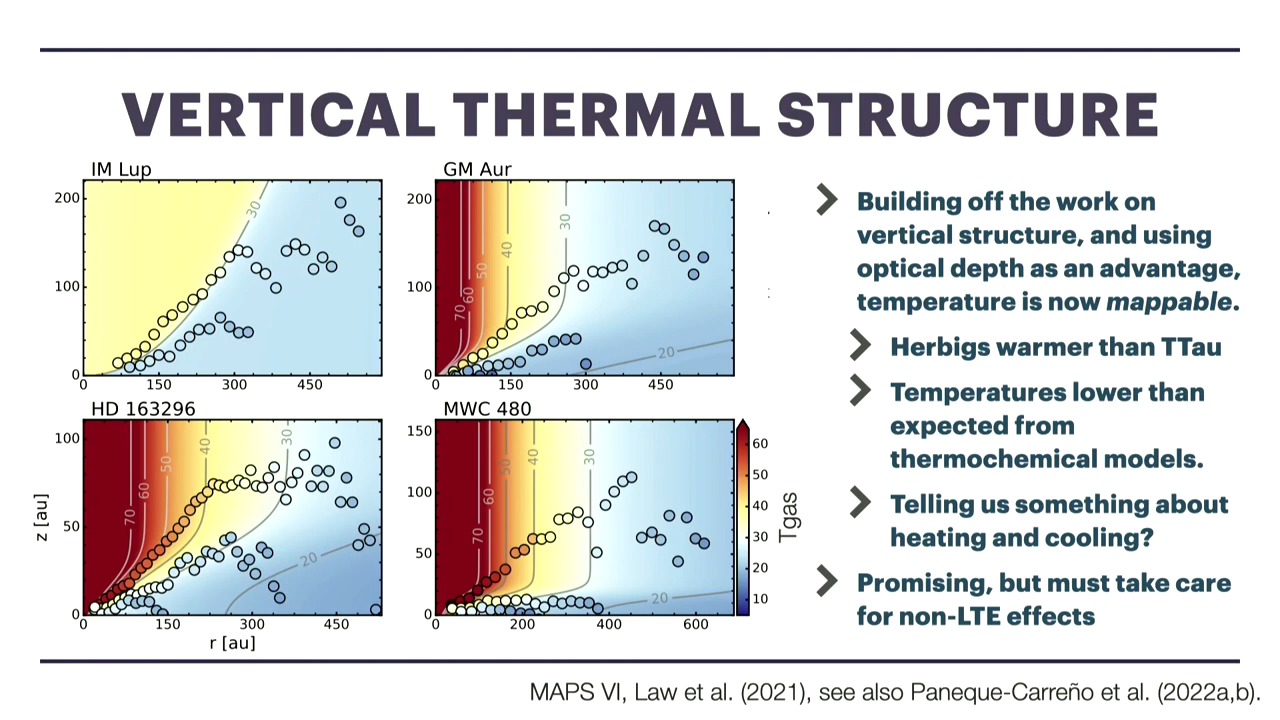 VERTICAL THERMAL STRUCTURE
IM Lup
200
100
0
0 150 300 450
30
GM Aur
200
100
0
0 150 300 450
70 60 50 40 30
20
HD 163296
z [au]
100
50
0
0 150 300 450
r [au]
70 60 50 40 30
20
MWC 480
150
100
50
0
0 200 400 600
70 60 50 40 30
20
60
50
40
30
20
10
Tgas
Building off the work on
vertical structure, and using
optical depth as an advantage,
temperature is now mappable.
Herbigs warmer than TTau
Temperatures lower than
expected from
thermochemical models.
Telling us something about
heating and cooling?
Promising, but must take care
for non-LTE effects
MAPS VI, Law et al. (2021), see also Paneque-Carreño et al. (2022a,b).